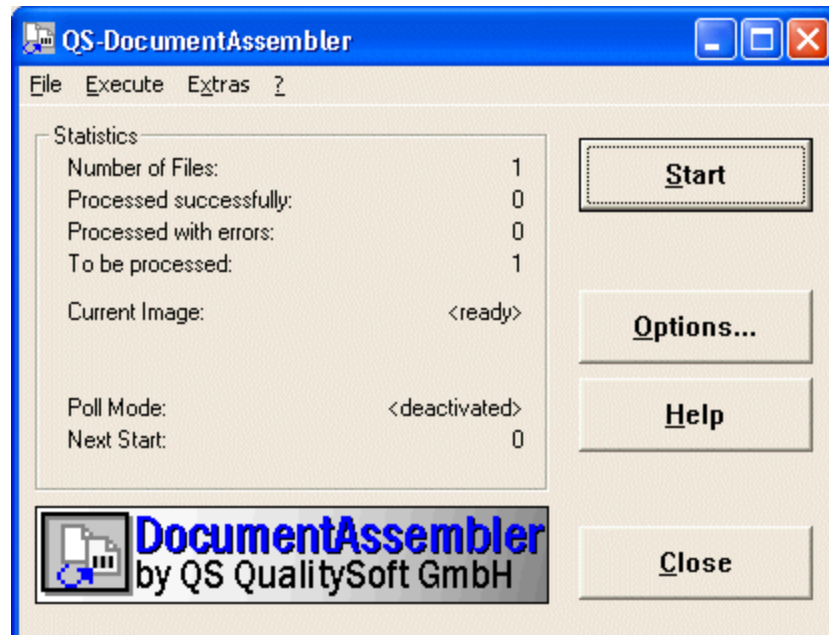 QS-DocumentAssembler
File Execute Extras ?
Statistics
Number of Files: 1
Processed successfully: 0
Processed with errors: 0
To be processed: 1
Current Image: <ready>
Poll Mode: <deactivated>
Next Start: 0
Start
Options...
Help
Close
DocumentAssembler
by QS QualitySoft GmbH